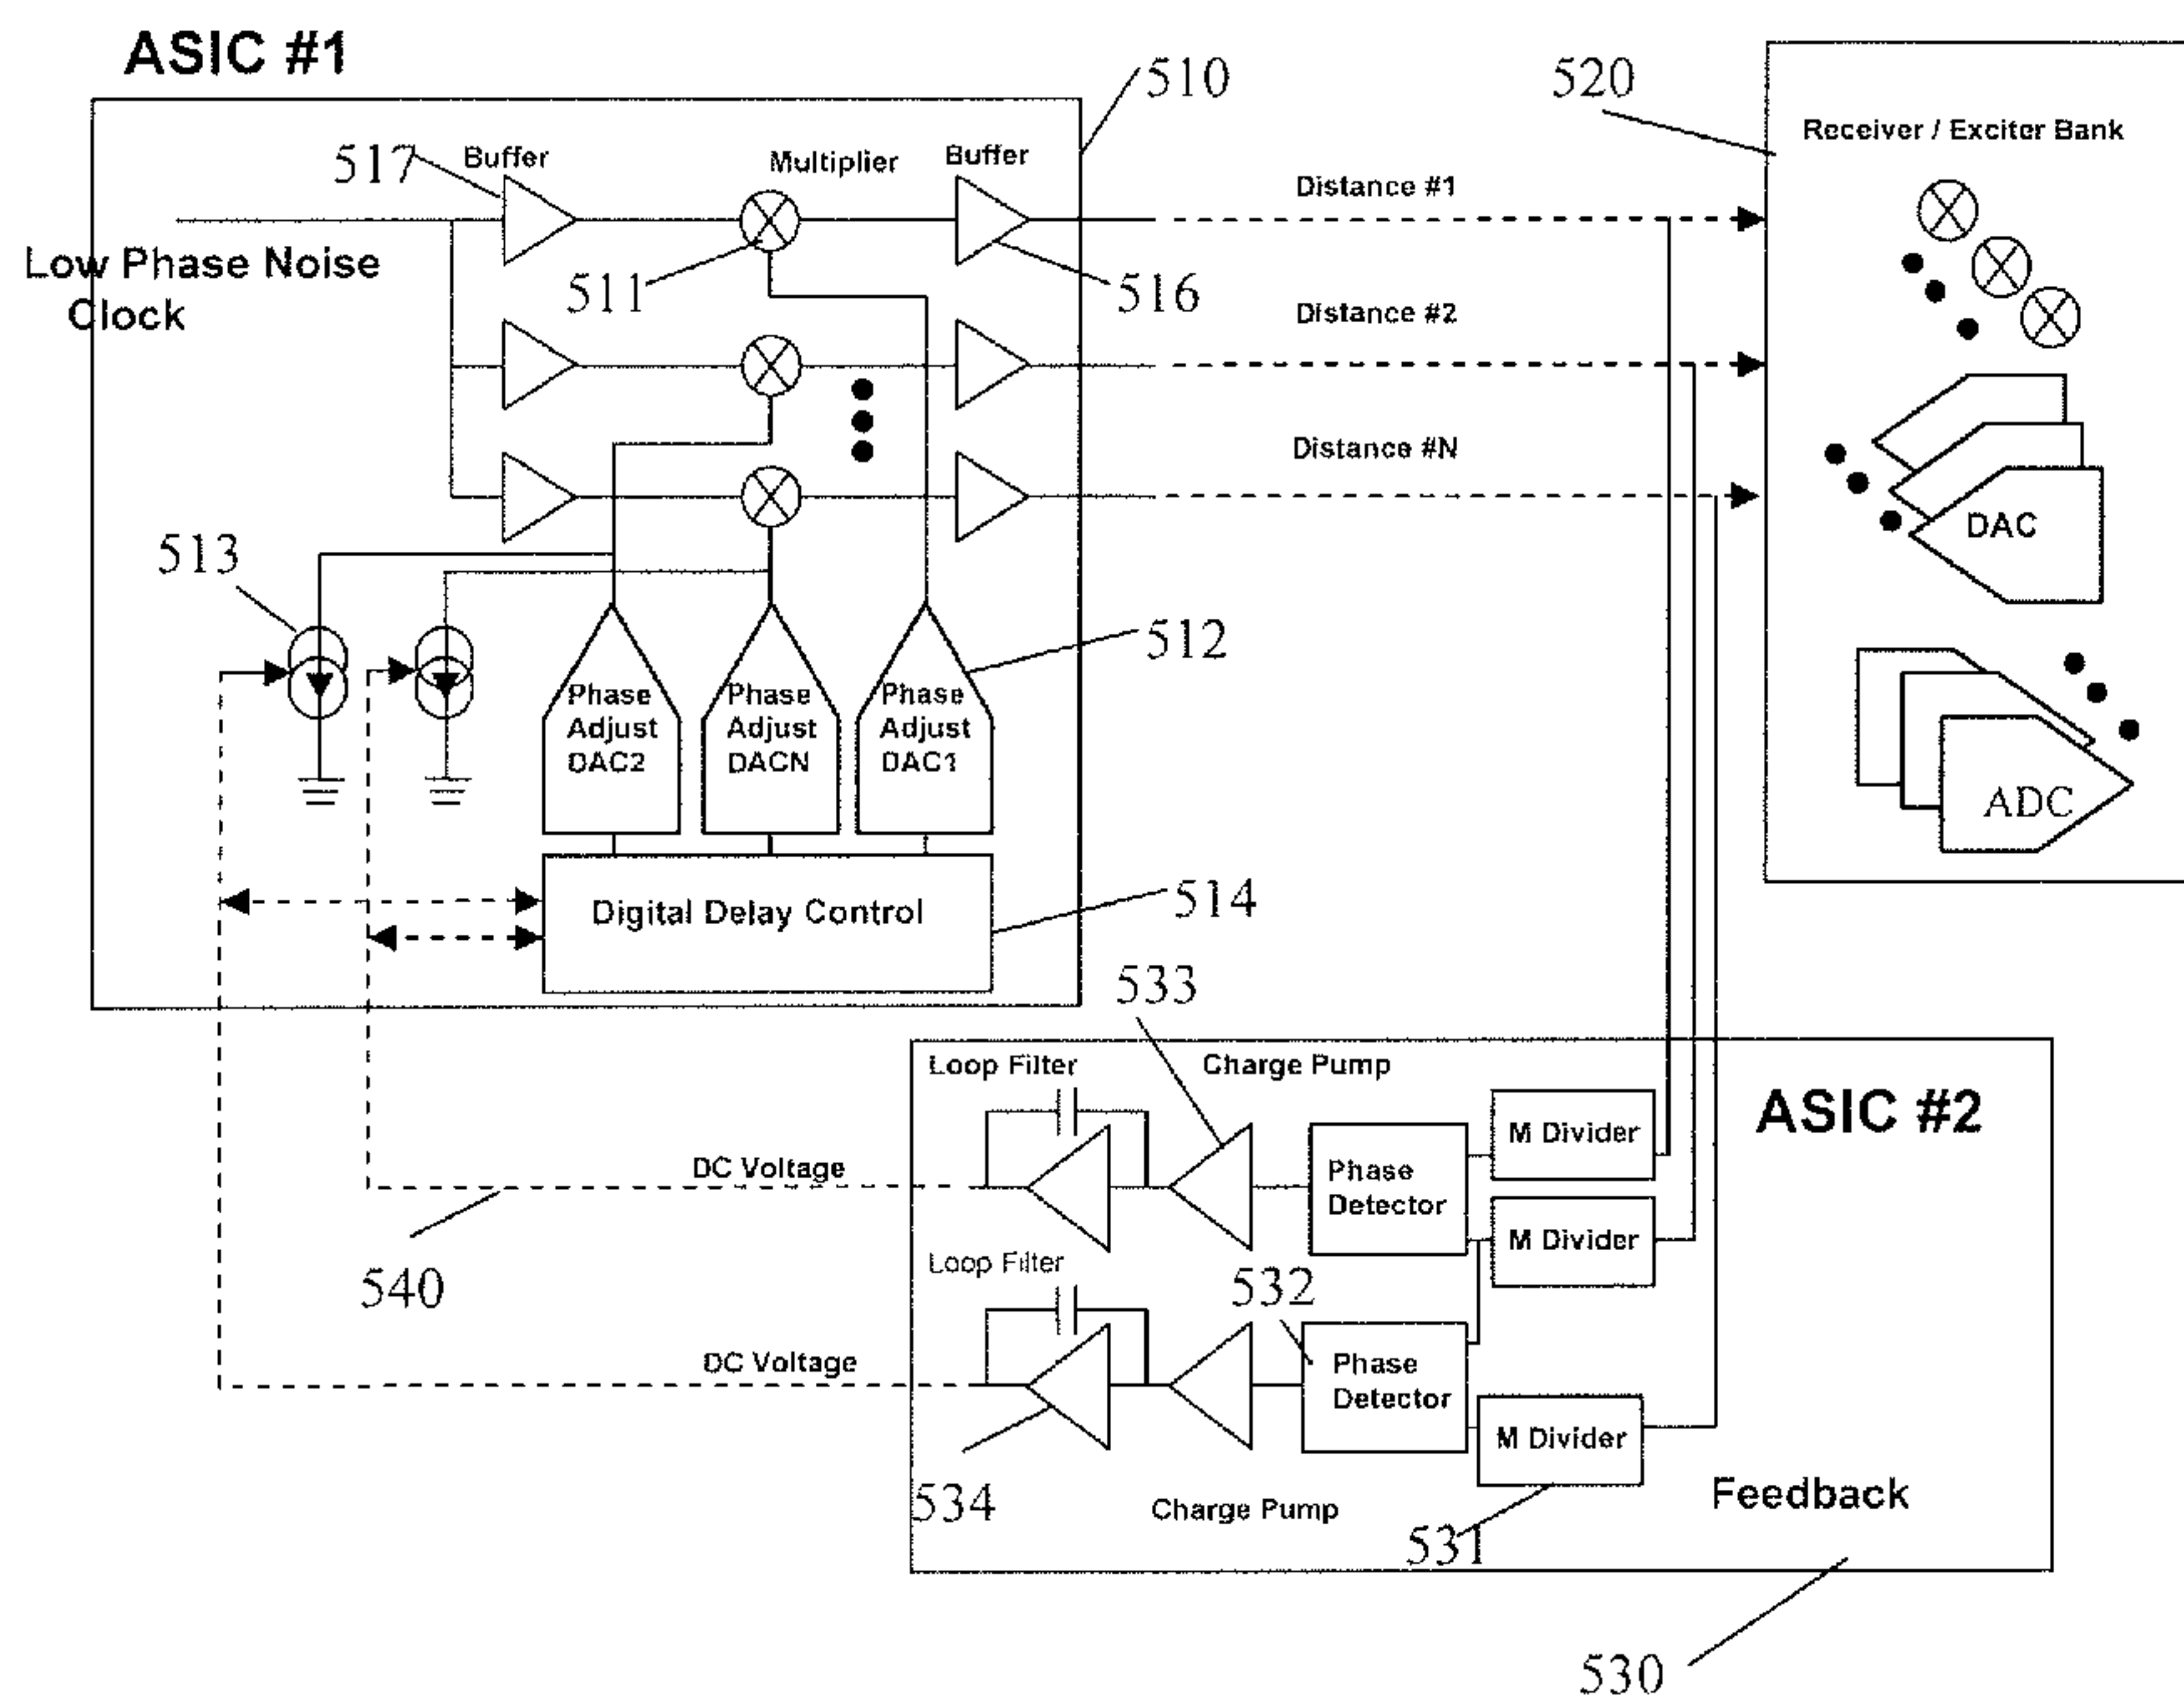 ASIC #1
510
520
Receiver / Exciter Bank
517
Buffer
Multiplier
Buffer
Distance #1
Low Phase Noise
Clock
511
516
Distance #2
Distance #N
DAC
513
512
Phase
Adjust
DAC2
Phase
Adjust
DACN
Phase
Adjust
DAC1
ADC
Digital Delay Control
514
533
Loop Filter
Charge Pump
ASIC #2
M Divider
DC Voltage
Phase
Detector
M Divider
540
Loop Filter
532
DC Voltage
Phase
Detector
M Divider
534
Charge Pump
531
Feedback
530